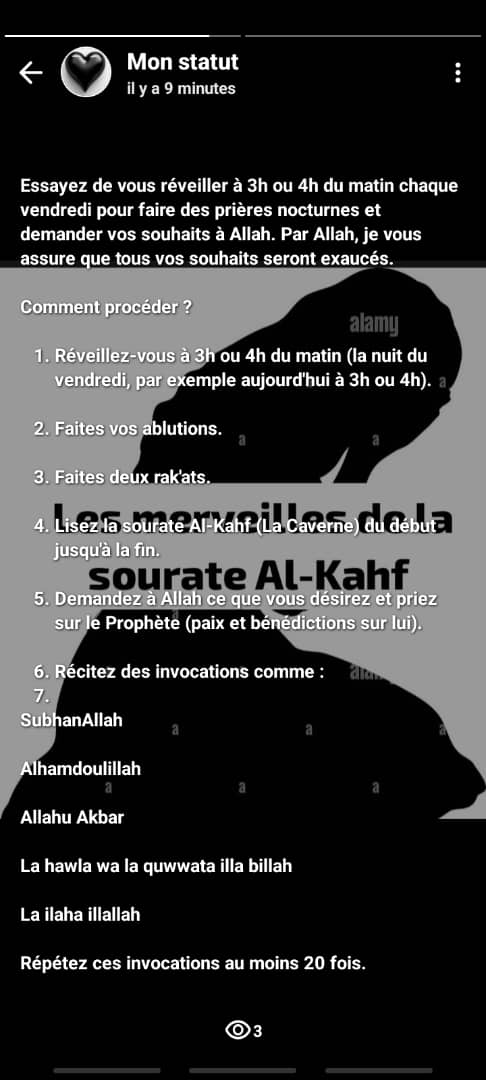 Mon statut
il y a 9 minutes
Essayez de vous réveiller à 3h ou 4h du matin chaque
vendredi pour faire des prières nocturnes et
demander vos souhaits à Allah. Par Allah, je vous
assure que tous vos souhaits seront exaucés.
Comment procéder ?
alamy
1. Réveillez-vous à 3h ou 4h du matin (la nuit du
vendredi, par exemple aujourd'hui à 3h ou 4h).
a
2. Faites vos ablutions.
a
a
3. Faites deux rak'ats.
Les merveilles de la
4. Lisez la sourate Al-Kahf (La Caverne) du début
jusqu'à la fin.
sourate Al-Kahf
5. Demandez à Allah ce que vous désirez et priez
sur le Prophète (paix et bénédictions sur lui).
6. Récitez des invocations comme :
7.
SubhanAllah
a
a
a
Alhamdoulillah
a
a
a
Allahu Akbar
La hawla wa la quwwata illa billah
La ilaha illallah
Répétez ces invocations au moins 20 fois.
3